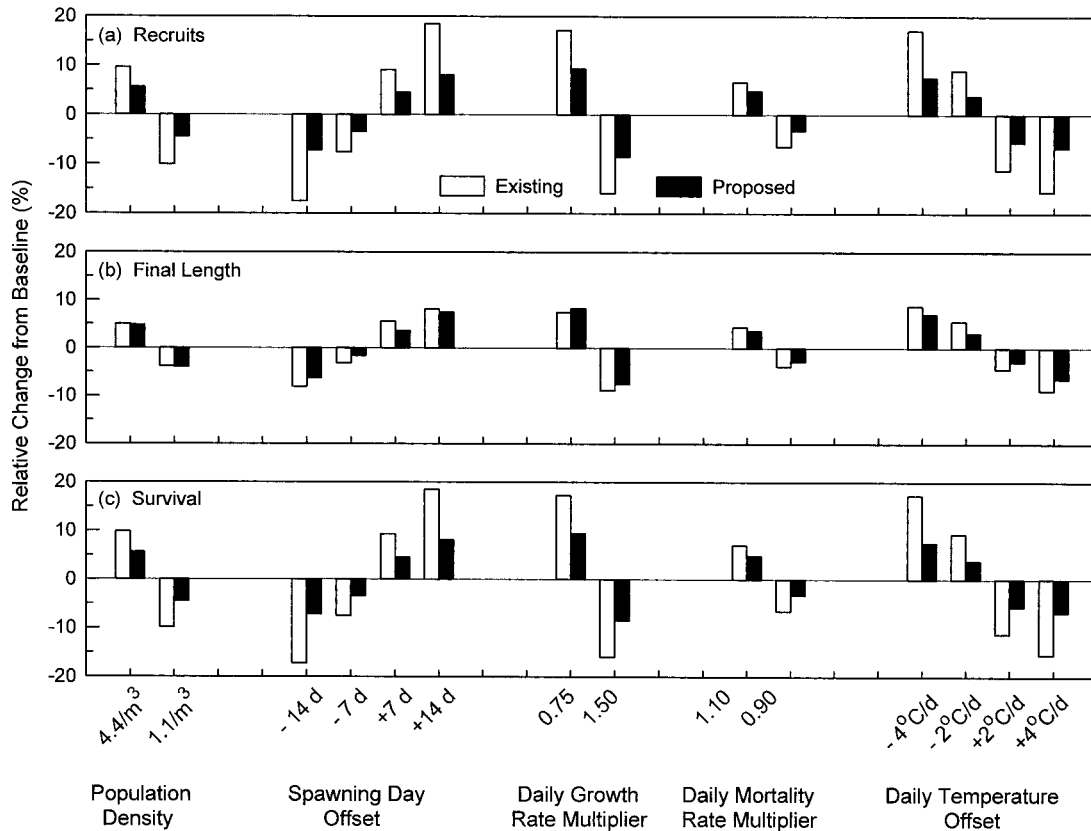 Relative Change from Baseline (%)
(a) Recruits
20
10
0
-10
-20
Existing
Proposed
(b) Final Length
20
10
0
-10
-20
(c) Survival
20
10
0
-10
-20
4.4/m³
1.1/m³
- 14 d
- 7 d
+7 d
+14 d
0.75
1.50
1.10
0.90
- 4°C/d
- 2°C/d
+2°C/d
+4°C/d
Population
Density
Spawning Day
Offset
Daily Growth
Rate Multiplier
Daily Mortality
Rate Multiplier
Daily Temperature
Offset